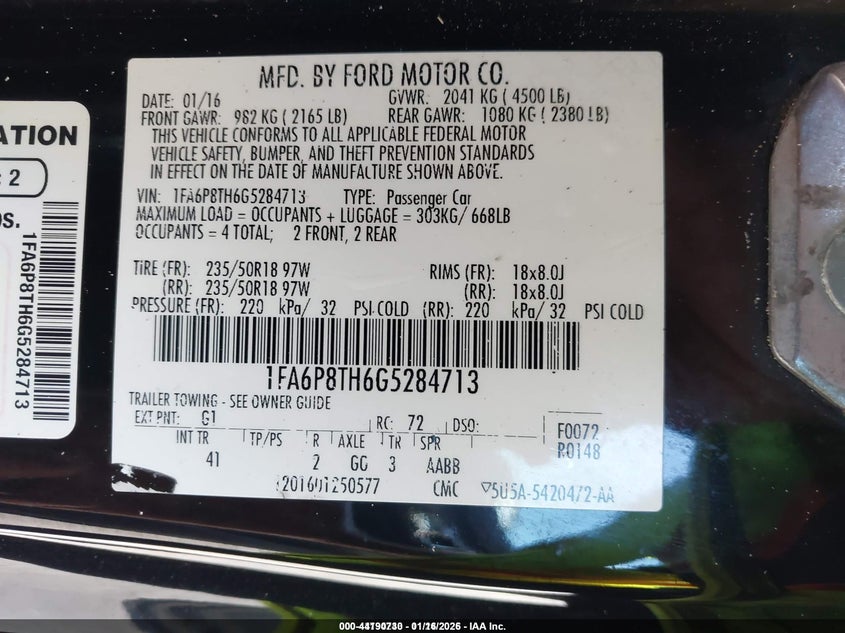 MFD. BY FORD MOTOR CO.
DATE: 01/16 GVWR: 2041 KG ( 4500 LB)
FRONT GAWR: 982 KG ( 2165 LB) REAR GAWR: 1080 KG ( 2380 LB)
THIS VEHICLE CONFORMS TO ALL APPLICABLE FEDERAL MOTOR
VEHICLE SAFETY, BUMPER, AND THEFT PREVENTION STANDARDS
IN EFFECT ON THE DATE OF MANUFACTURE SHOWN ABOVE.
VIN: 1FA6P8TH6G5284713 TYPE: Passenger Car
MAXIMUM LOAD = OCCUPANTS + LUGGAGE = 303KG/ 668LB
OCCUPANTS = 4 TOTAL; 2 FRONT, 2 REAR
TIRE (FR): 235/50R18 97W RIMS (FR): 18x8.0J
(RR): 235/50R18 97W (RR): 18x8.0J
PRESSURE (FR): 220 kPa/ 32 PSI COLD (RR): 220 kPa/ 32 PSI COLD
1FA6P8TH6G5284713
TRAILER TOWING - SEE OWNER GUIDE
EXT PNT: G1 RC: 72 DSO: F0072
INT TR TP/PS R AXLE TR SPR R0148
41 2 GG 3 AABB
201601250577 CMC ▽5U5A-5420472-AA
ATION
: 2
os.
1FA6P8TH6G5284713
2026 - IAA Inc.